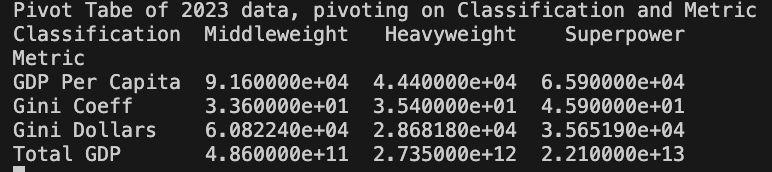 Pivot Tabe of 2023 data, pivoting on Classification and Metric
Classification  Middleweight   Heavyweight    Superpower
Metric
GDP Per Capita  9.160000e+04  4.440000e+04  6.590000e+04
Gini Coeff      3.360000e+01  3.540000e+01  4.590000e+01
Gini Dollars    6.082240e+04  2.868180e+04  3.565190e+04
Total GDP       4.860000e+11  2.735000e+12  2.210000e+13